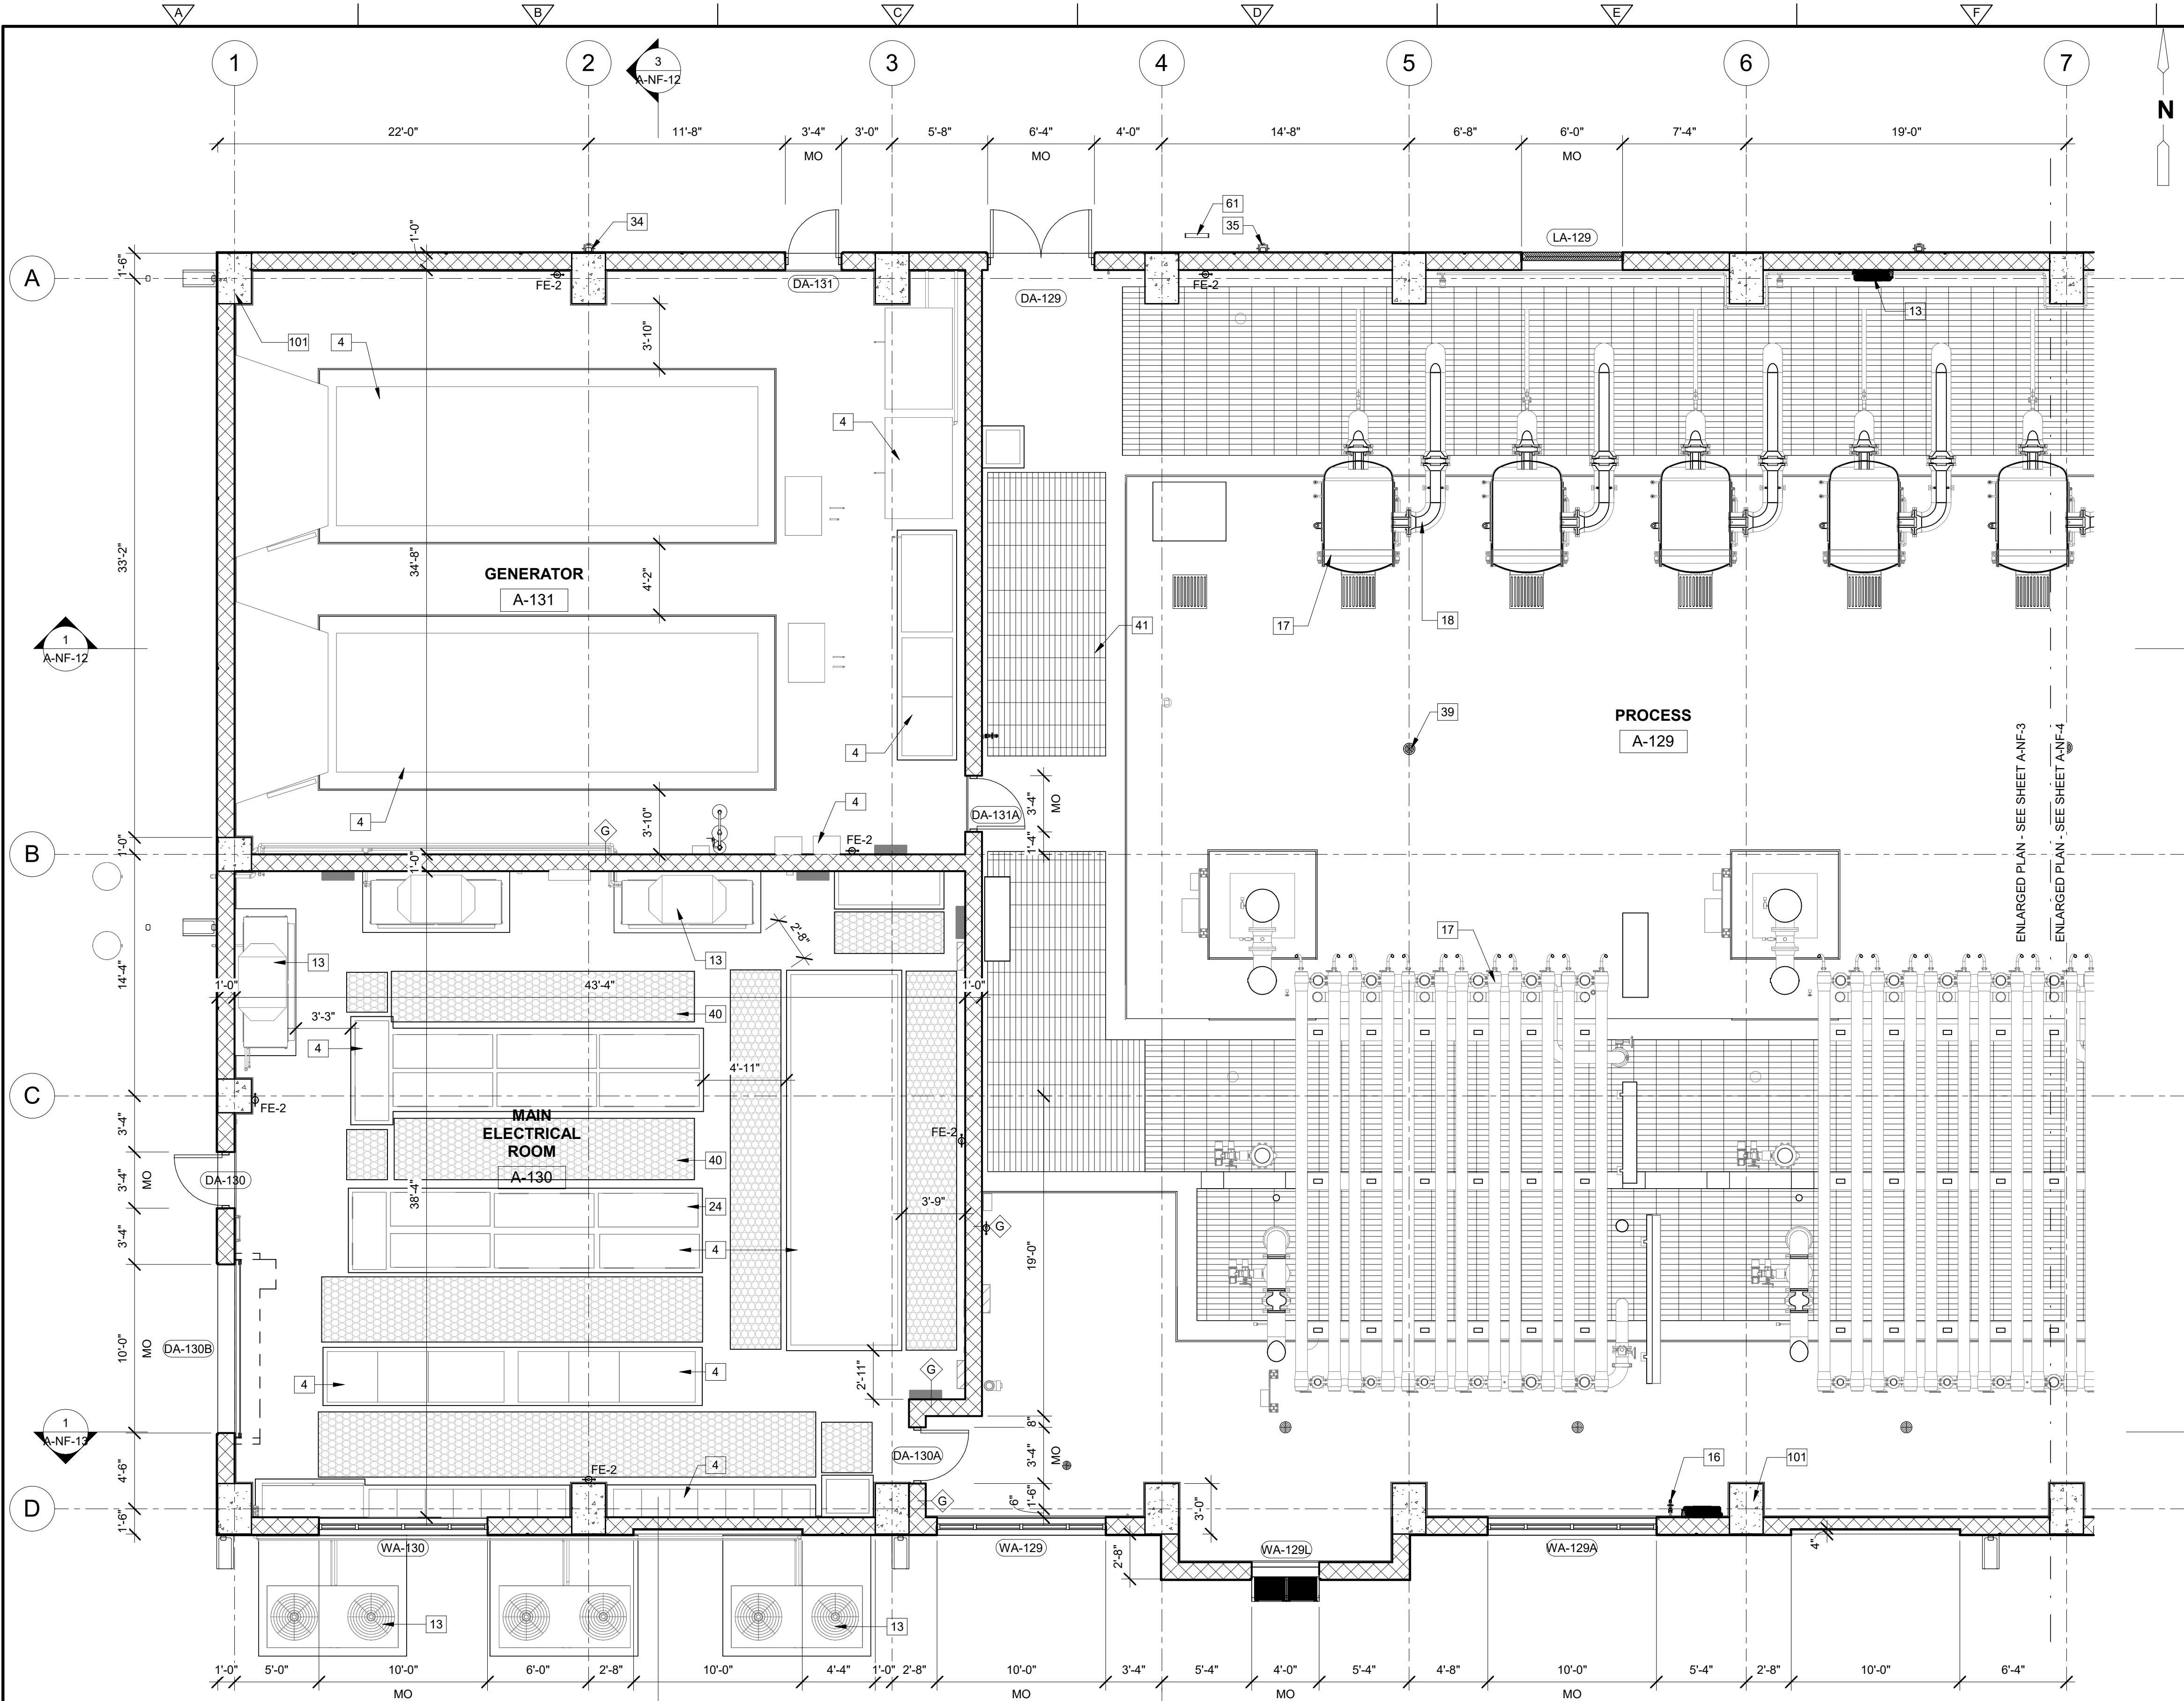 A B C D E F
1 2 3 4 5 6 7
3
A-NF-12
N
22'-0" 11'-8" 3'-4" 3'-0" 5'-8" 6'-4" 4'-0" 14'-8" 6'-8" 6'-0" 7'-4" 19'-0"
MO MO MO
61
34 35
1'-0" LA-129
1'-6"
A
FE-2 DA-131 DA-129 FE-2
13
101 4 3'-10"
4
33'-2"
34'-8"
GENERATOR
A-131
4'-2"
1
A-NF-12
41 17 18
39
PROCESS
A-129
ENLARGED PLAN - SEE SHEET A-NF-3
ENLARGED PLAN - SEE SHEET A-NF-4
4
4
4
DA-131A
3'-4"
MO
G
3'-10"
FE-2
1'-4"
B
1'-0"
1'-0"
17
2'-8"
13 13
14'-4"
1'-0" 43'-4" 1'-0"
3'-3" 40
4
4'-11"
C
FE-2
MAIN
ELECTRICAL
ROOM
A-130
FE-2
3'-4"
40
3'-4"
MO
DA-130
38'-4"
24
3'-9"
G
3'-4"
4
19'-0"
10'-0"
MO
DA-130B
2'-11"
4 4
G
1
A-NF-13
8"
DA-130A
3'-4"
MO
4'-6"
FE-2
4
16 101
D
G
6"
1'-6"
3'-0"
1'-6"
WA-130 WA-129 WA-129L WA-129A
2'-8"
4"
13 13
1'-0" 5'-0" 10'-0" 6'-0" 2'-8" 10'-0" 4'-4" 1'-0" 2'-8" 10'-0" 3'-4" 5'-4" 4'-0" 5'-4" 4'-8" 10'-0" 5'-4" 2'-8" 10'-0" 6'-4"
MO MO MO MO